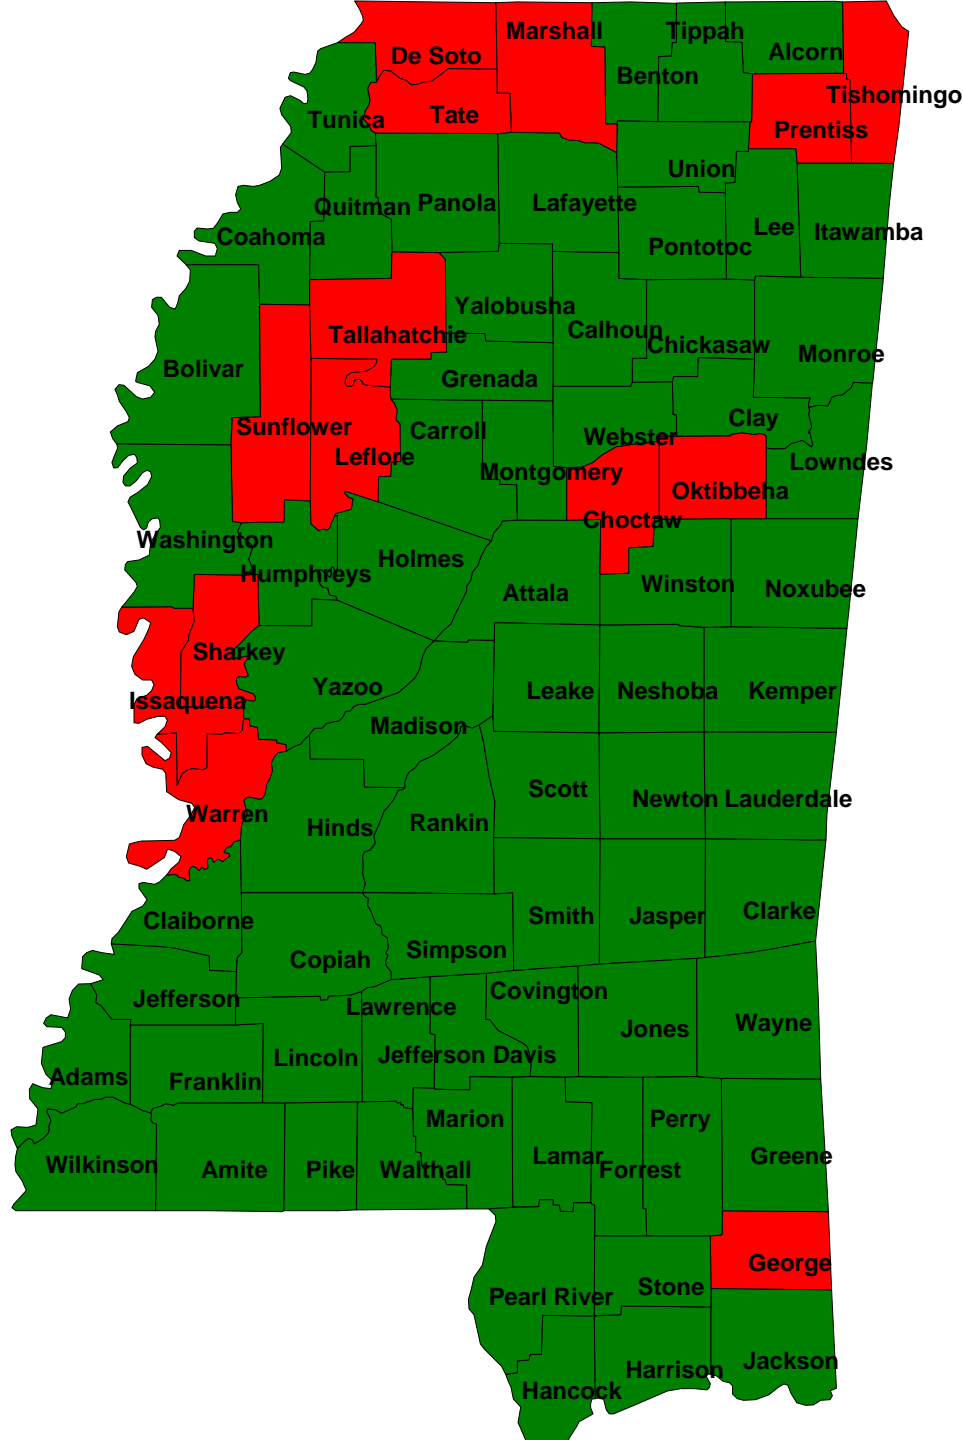 Marshall
Tippah
De Soto
Alcorn
Benton
Tishomingo
Tunica
Tate
Prentiss
Union
Quitman
Panola
Lafayette
Coahoma
Lee
Itawamba
Pontotoc
Yalobusha
Tallahatchie
Calhoun
Chickasaw
Monroe
Bolivar
Grenada
Sunflower
Carroll
Clay
Webster
Leflore
Lowndes
Montgomery
Oktibbeha
Choctaw
Washington
Holmes
Humphreys
Attala
Winston
Noxubee
Sharkey
Issaquena
Yazoo
Leake
Neshoba
Kemper
Madison
Scott
Newton
Lauderdale
Warren
Hinds
Rankin
Claiborne
Smith
Jasper
Clarke
Copiah
Simpson
Jefferson
Lawrence
Covington
Jones
Wayne
Lincoln
Jefferson Davis
Adams
Franklin
Marion
Perry
Wilkinson
Amite
Pike
Walthall
Lamar
Forrest
Greene
George
Pearl River
Stone
Hancock
Harrison
Jackson